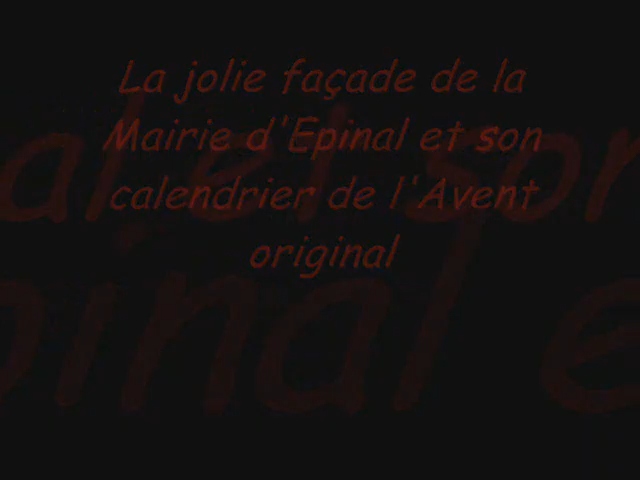 La jolie façade de la
Mairie d'Epinal et son
calendrier de l'Avent
original